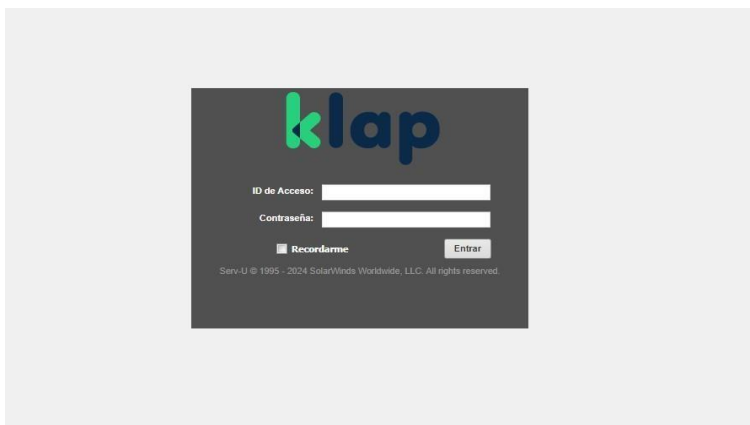 klap
ID de Acceso:
Contraseña:
Recordarme Entrar
Serv-U © 1995 - 2024 SolarWinds Worldwide, LLC. All rights reserved.